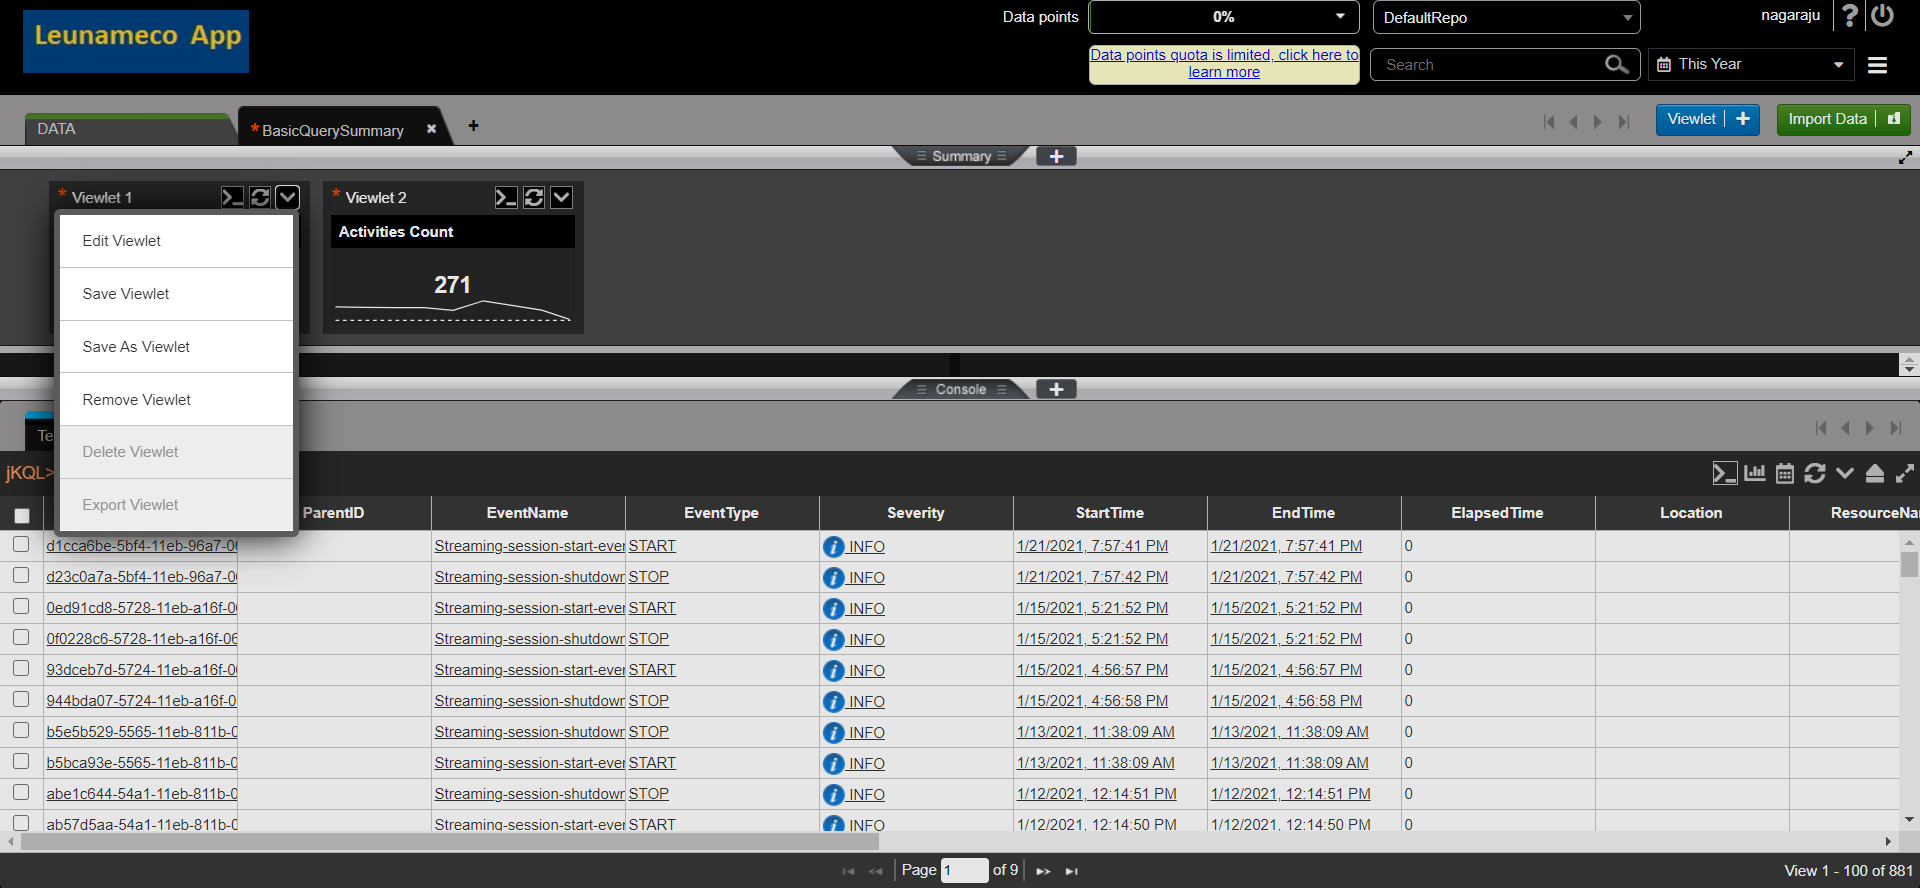 Leunameco App
Data points
0%
DefaultRepo
nagaraju
Data points quota is limited, click here to
learn more
Search
This Year
DATA
*BasicQuerySummary
Viewlet
Import Data
Summary
* Viewlet 1
* Viewlet 2
Activities Count
271
Edit Viewlet
Save Viewlet
Save As Viewlet
Remove Viewlet
Delete Viewlet
Export Viewlet
Console
Te
jKQL>
ParentID EventName EventType Severity StartTime EndTime ElapsedTime Location ResourceNa
d1cca6be-5bf4-11eb-96a7-0 Streaming-session-start-ever START INFO 1/21/2021, 7:57:41 PM 1/21/2021, 7:57:41 PM 0
d23c0a7a-5bf4-11eb-96a7-0 Streaming-session-shutdown STOP INFO 1/21/2021, 7:57:42 PM 1/21/2021, 7:57:42 PM 0
0ed91cd8-5728-11eb-a16f-0 Streaming-session-start-ever START INFO 1/15/2021, 5:21:52 PM 1/15/2021, 5:21:52 PM 0
0f0228c6-5728-11eb-a16f-06 Streaming-session-shutdown STOP INFO 1/15/2021, 5:21:52 PM 1/15/2021, 5:21:52 PM 0
93dceb7d-5724-11eb-a16f-0 Streaming-session-start-ever START INFO 1/15/2021, 4:56:57 PM 1/15/2021, 4:56:57 PM 0
944bda07-5724-11eb-a16f-0 Streaming-session-shutdown STOP INFO 1/15/2021, 4:56:58 PM 1/15/2021, 4:56:58 PM 0
b5e5b529-5565-11eb-811b-0 Streaming-session-shutdown STOP INFO 1/13/2021, 11:38:09 AM 1/13/2021, 11:38:09 AM 0
b5bca93e-5565-11eb-811b-0 Streaming-session-start-ever START INFO 1/13/2021, 11:38:09 AM 1/13/2021, 11:38:09 AM 0
abe1c644-54a1-11eb-811b-0 Streaming-session-shutdown STOP INFO 1/12/2021, 12:14:51 PM 1/12/2021, 12:14:51 PM 0
ab57d5aa-54a1-11eb-811b-0 Streaming-session-start-ever START INFO 1/12/2021, 12:14:50 PM 1/12/2021, 12:14:50 PM 0
Page 1 of 9
View 1 - 100 of 881